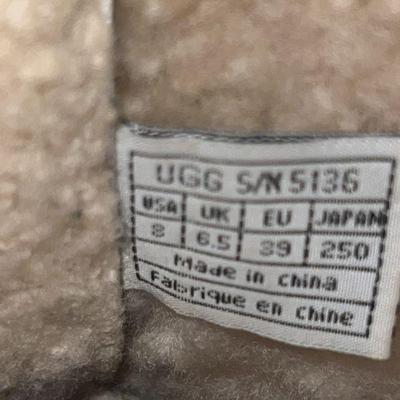 UGG S/N 5136
USA UK EU JAPAN
8 6.5 39 250
Made in China
Fabrique en Chine